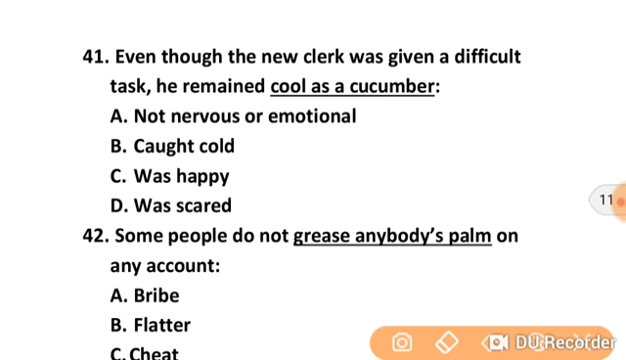 41. Even though the new clerk was given a difficult
task, he remained cool as a cucumber:
A. Not nervous or emotional
B. Caught cold
C. Was happy
D. Was scared
11
42. Some people do not grease anybody's palm on
any account:
A. Bribe
B. Flatter
C. Cheat
DU Recorder